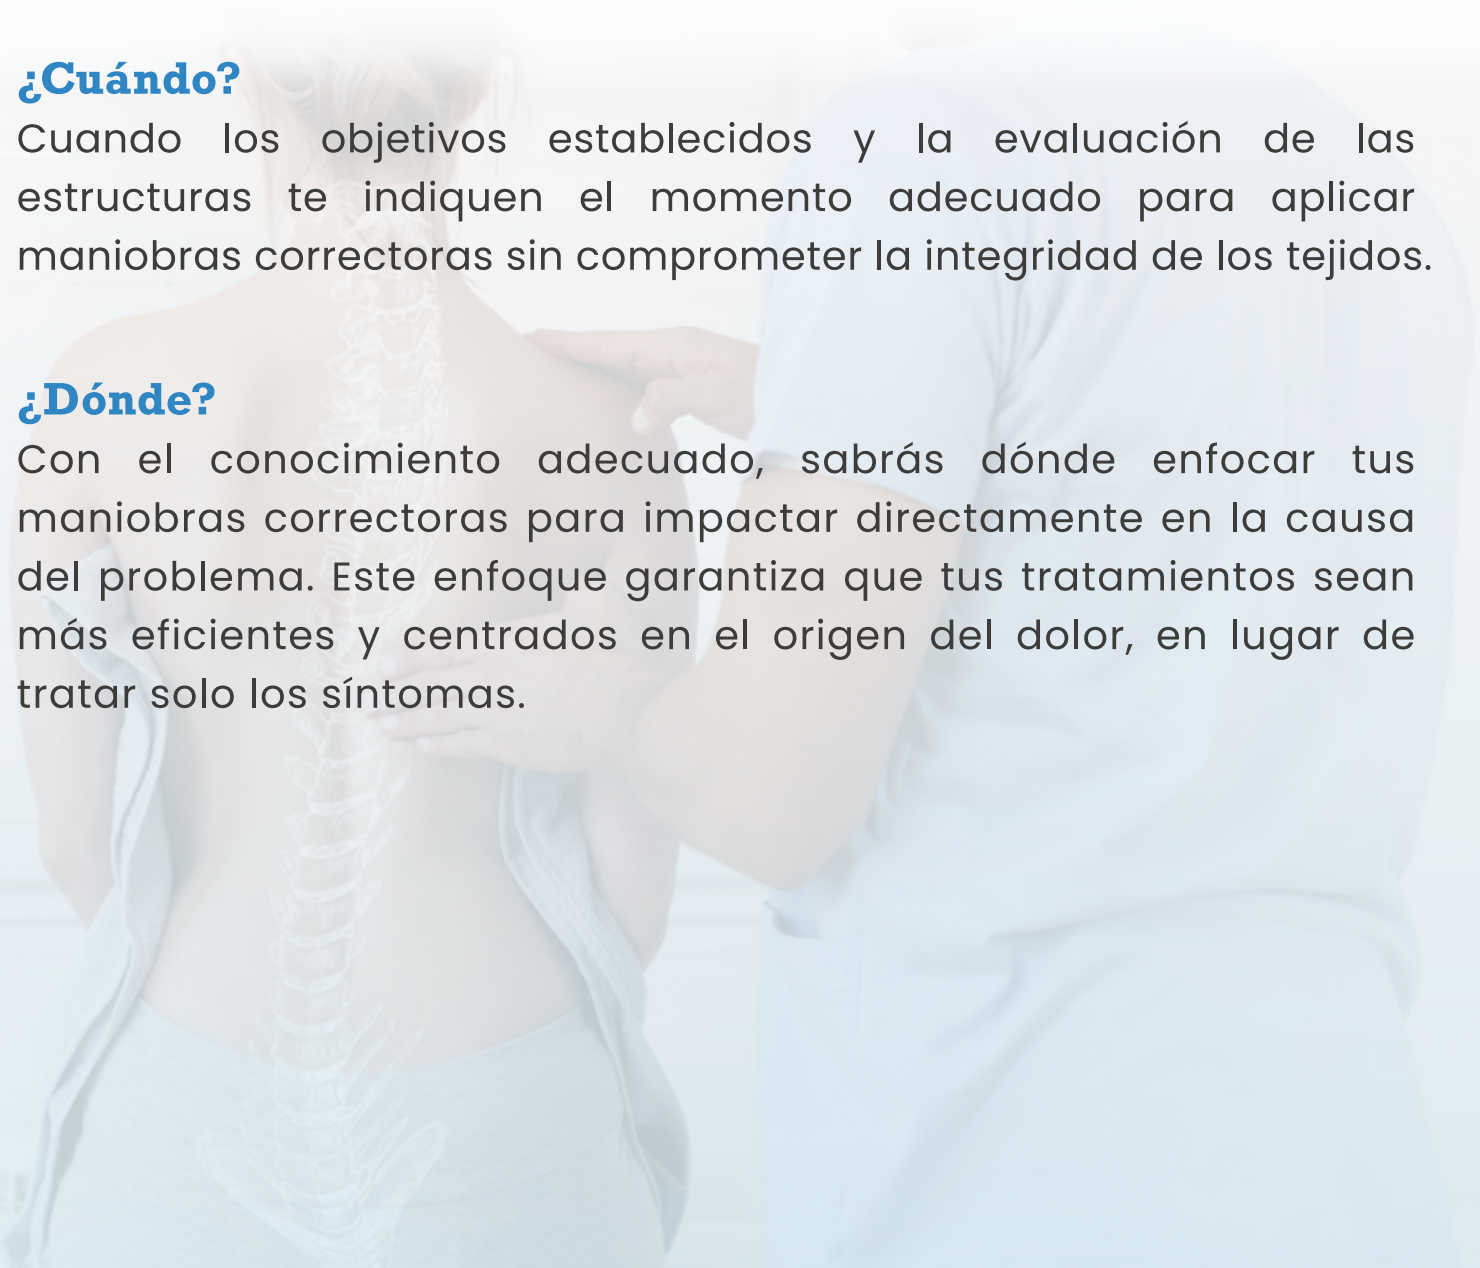 ¿Cuándo?
Cuando los objetivos establecidos y la evaluación de las
estructuras te indiquen el momento adecuado para aplicar
maniobras correctoras sin comprometer la integridad de los tejidos.
¿Dónde?
Con el conocimiento adecuado, sabrás dónde enfocar tus
maniobras correctoras para impactar directamente en la causa
del problema. Este enfoque garantiza que tus tratamientos sean
más eficientes y centrados en el origen del dolor, en lugar de
tratar solo los síntomas.